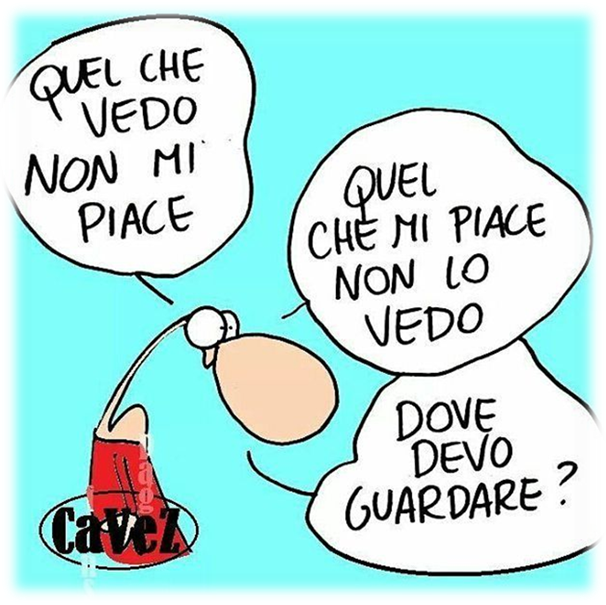 QUEL CHE
VEDO
NON MI
PIACE
QUEL
CHE MI PIACE
NON LO
VEDO
DOVE
DEVO
GUARDARE?
CaVeZ